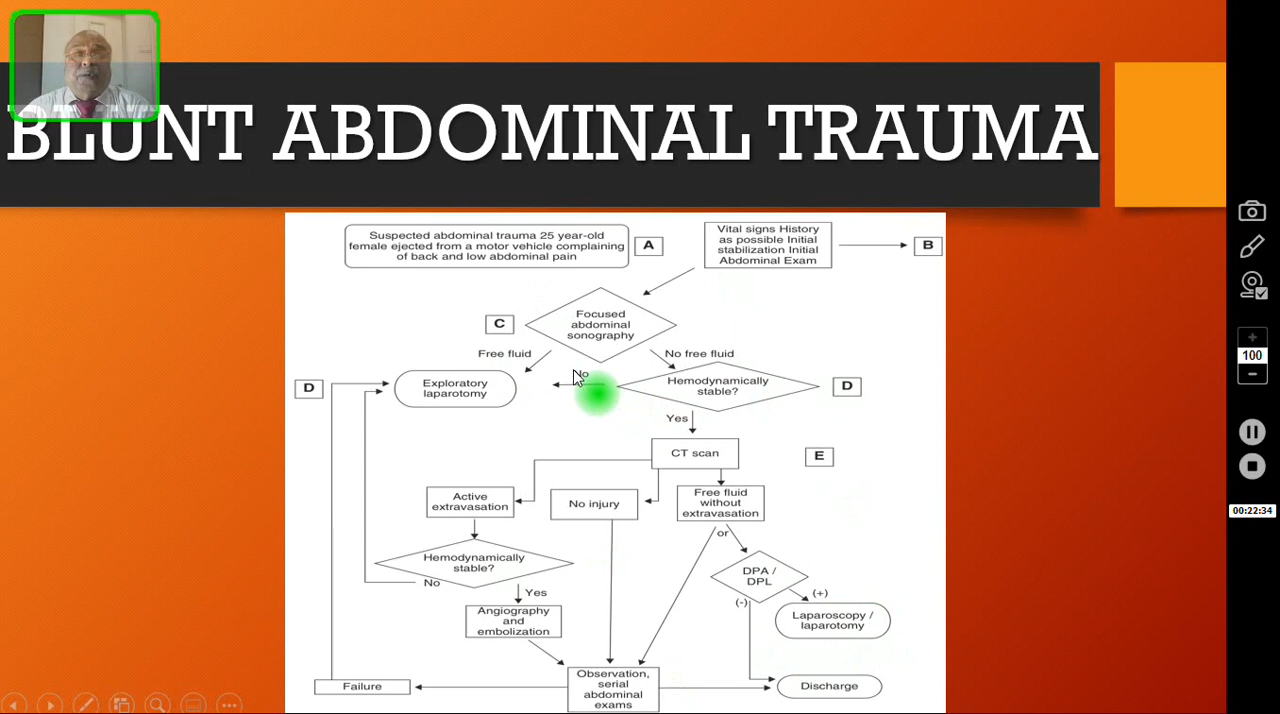 BLUNT ABDOMINAL TRAUMA
Suspected abdominal trauma 25 year-old
female ejected from a motor vehicle complaining
of back and low abdominal pain
A
Vital signs History
as possible Initial
stabilization Initial
Abdominal Exam
B
C
Focused
abdominal
sonography
Free fluid
No free fluid
D
Exploratory
laparotomy
No
Hemodynamically
stable?
D
Yes
CT scan
E
Active
extravasation
No injury
Free fluid
without
extravasation
or
Hemodynamically
stable?
No
Yes
DPA /
DPL
(-)
(+)
Angiography
and
embolization
Laparoscopy /
laparotomy
Failure
Observation,
serial
abdominal
exams
Discharge
100
00:22:34